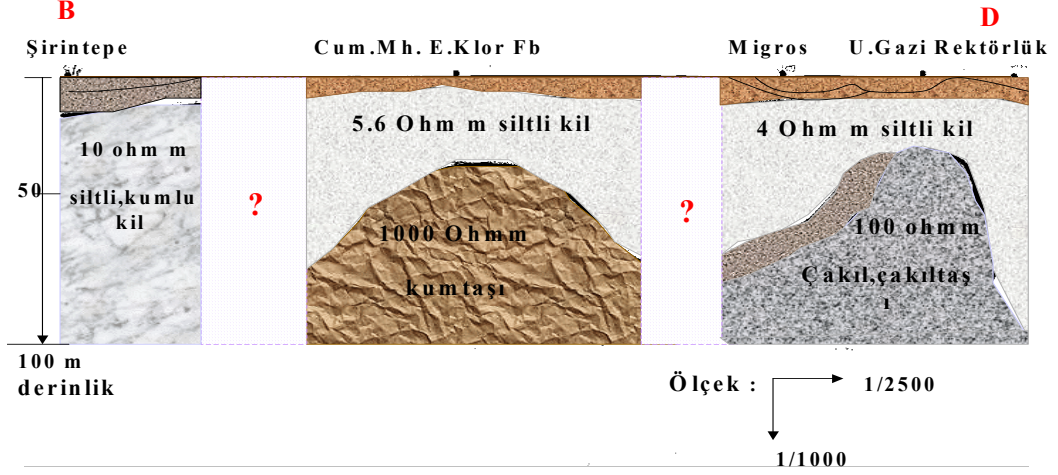 B
D
Şirintepe
Cum.Mh. E.Klor Fb
Migros
U.Gazi Rektörlük
5.6 Ohm m siltli kil
4 Ohm m siltli kil
10 ohm m
siltli,kumlu
kil
50
?
?
1000 Ohmm
kumtaşı
100 ohmm
Çakıl,çakıltaş
ı
100 m
derinlik
Ölçek :
1/2500
1/1000